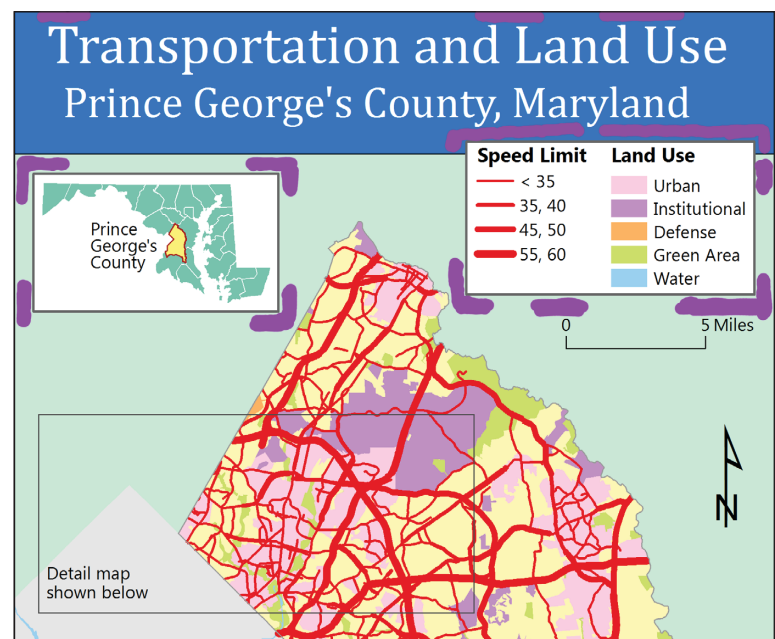 Transportation and Land Use
Prince George's County, Maryland
Speed Limit
< 35
35, 40
45, 50
55, 60
Land Use
Urban
Institutional
Defense
Green Area
Water
Prince
George's
County
0 5 Miles
N
Detail map
shown below